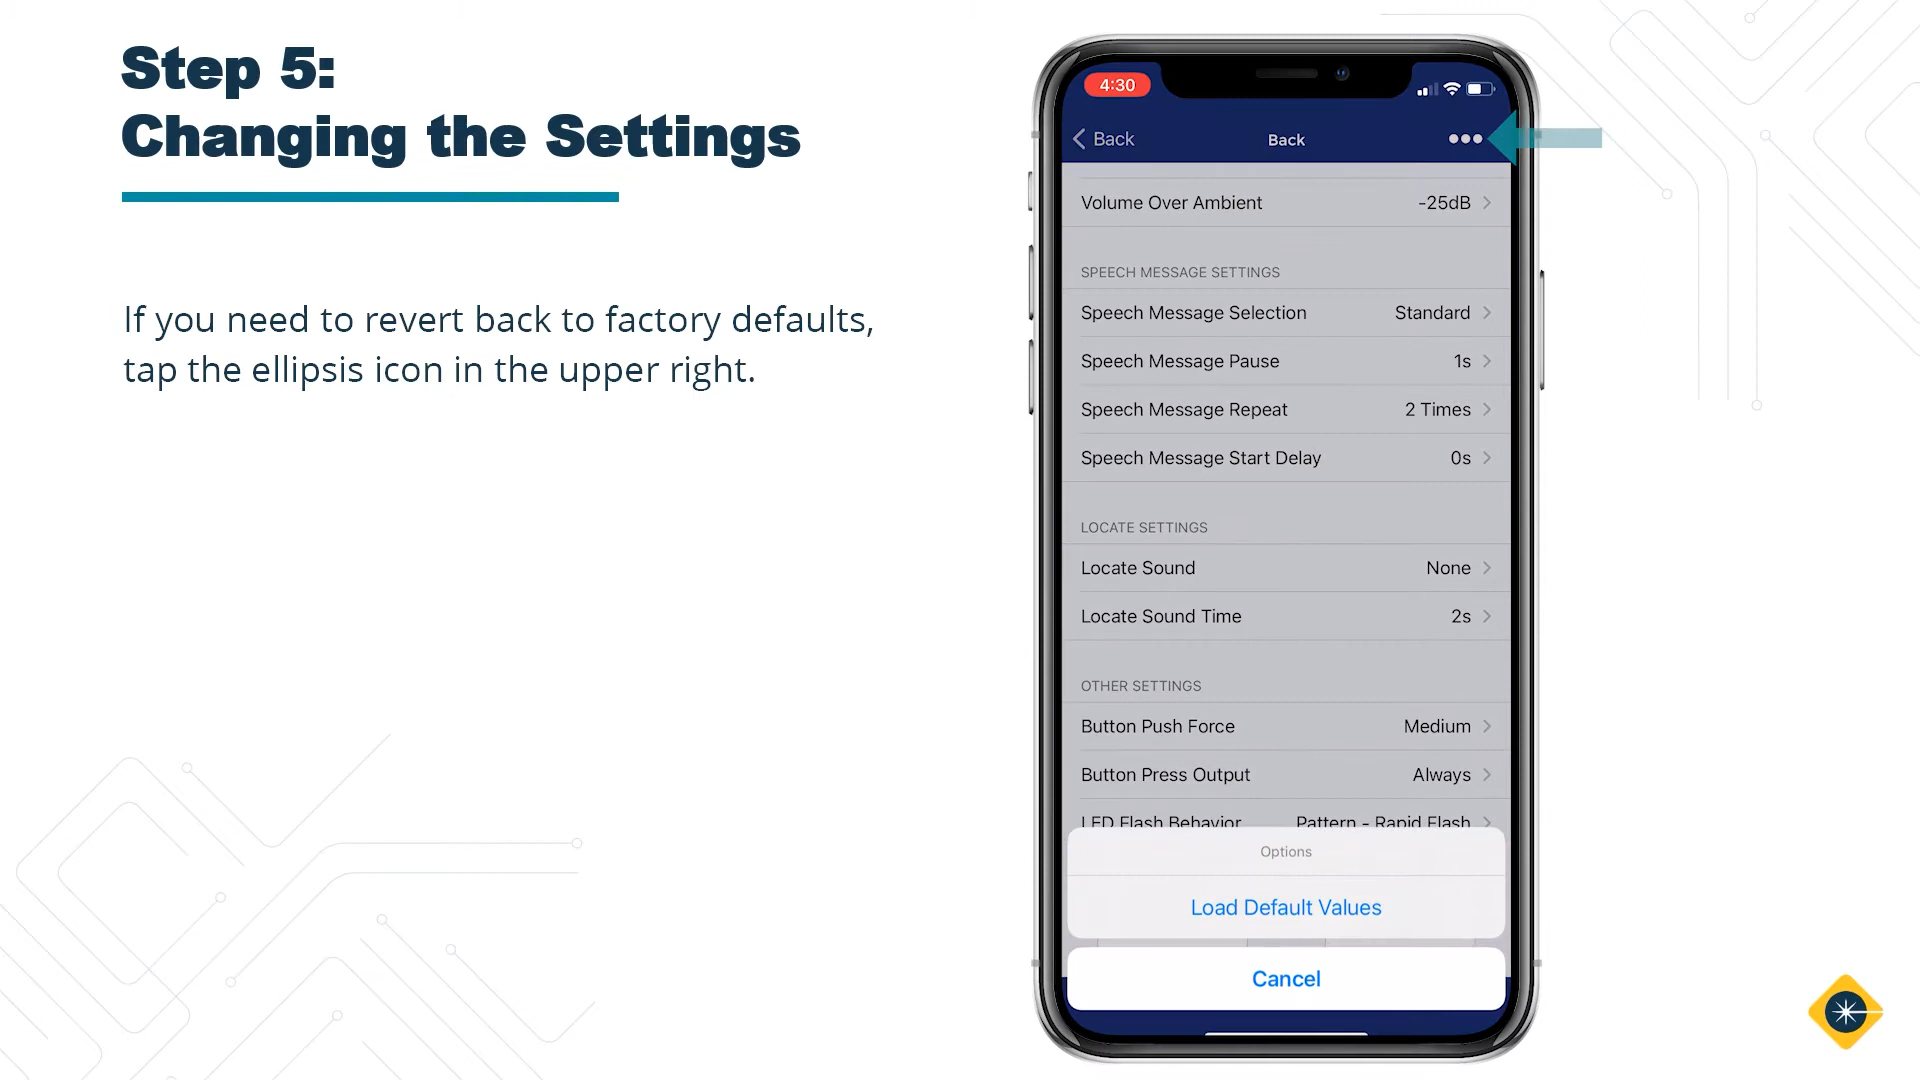 Step 5:
Changing the Settings
If you need to revert back to factory defaults,
tap the ellipsis icon in the upper right.
4:30
Back
Back
Volume Over Ambient -25dB
SPEECH MESSAGE SETTINGS
Speech Message Selection Standard
Speech Message Pause 1s
Speech Message Repeat 2 Times
Speech Message Start Delay 0s
LOCATE SETTINGS
Locate Sound None
Locate Sound Time 2s
OTHER SETTINGS
Button Push Force Medium
Button Press Output Always
LED Flash Behavior Pattern - Rapid Flash
Options
Load Default Values
Cancel